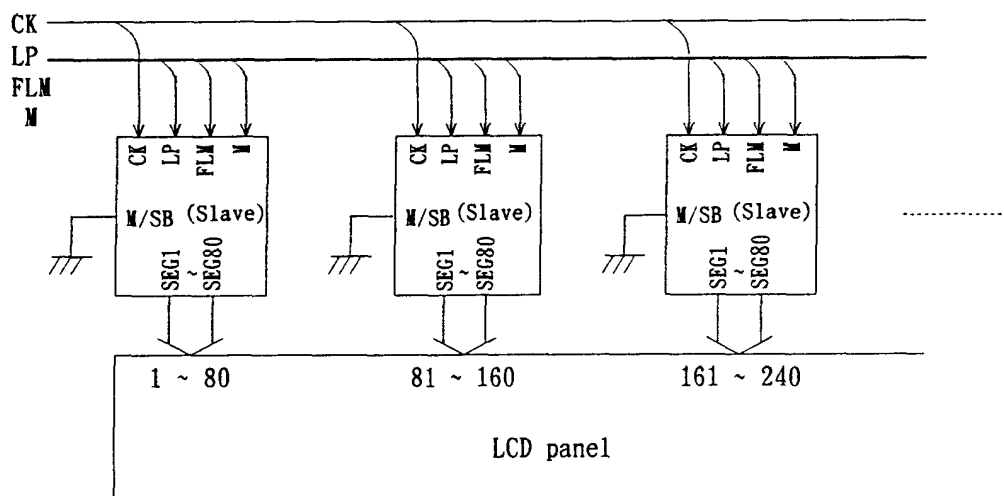 CK
LP
FLM
M
CK LP FLM M
CK LP FLM M
CK LP FLM M
M/SB (Slave)
M/SB (Slave)
M/SB (Slave)
SEG1 ~ SEG80
SEG1 ~ SEG80
SEG1 ~ SEG80
1 ~ 80
81 ~ 160
161 ~ 240
LCD panel